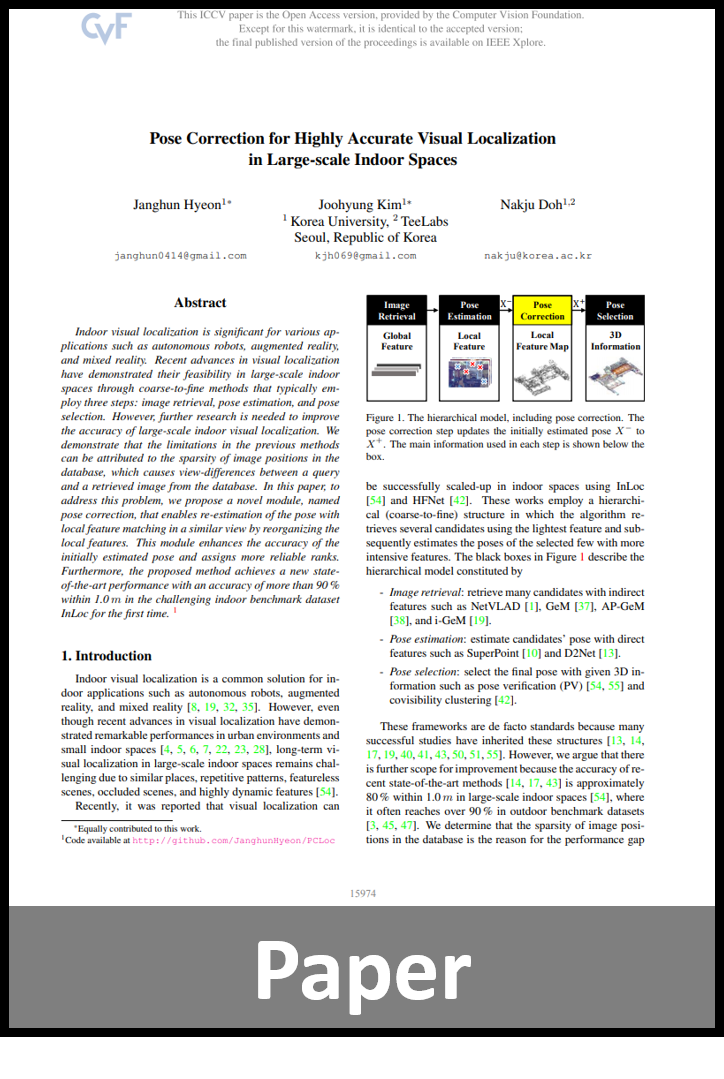 CVF
This ICCV paper is the Open Access version, provided by the Computer Vision Foundation.
Except for this watermark, it is identical to the accepted version;
the final published version of the proceedings is available on IEEE Xplore.
Pose Correction for Highly Accurate Visual Localization
in Large-scale Indoor Spaces
Janghun Hyeon¹* Joohyung Kim¹* Nakju Doh¹,²
¹ Korea University, ² TeeLabs
Seoul, Republic of Korea
janghun0414@gmail.com kjh069@gmail.com nakju@korea.ac.kr
Abstract
Indoor visual localization is significant for various ap-
plications such as autonomous robots, augmented reality,
and mixed reality. Recent advances in visual localization
have demonstrated their feasibility in large-scale indoor
spaces through coarse-to-fine methods that typically em-
ploy three steps: image retrieval, pose estimation, and pose
selection. However, further research is needed to improve
the accuracy of large-scale indoor visual localization. We
demonstrate that the limitations in the previous methods
can be attributed to the sparsity of image positions in the
database, which causes view-differences between a query
and a retrieved image from the database. In this paper, to
address this problem, we propose a novel module, named
pose correction, that enables re-estimation of the pose with
local feature matching in a similar view by reorganizing the
local features. This module enhances the accuracy of the
initially estimated pose and assigns more reliable ranks.
Furthermore, the proposed method achieves a new state-
of-the-art performance with an accuracy of more than 90 %
within 1.0 m in the challenging indoor benchmark dataset
InLoc for the first time. ¹
1. Introduction
Indoor visual localization is a common solution for in-
door applications such as autonomous robots, augmented
reality, and mixed reality [8, 19, 32, 35]. However, even
though recent advances in visual localization have demon-
strated remarkable performances in urban environments and
small indoor spaces [4, 5, 6, 7, 22, 23, 28], long-term vi-
sual localization in large-scale indoor spaces remains chal-
lenging due to similar places, repetitive patterns, featureless
scenes, occluded scenes, and highly dynamic features [54].
Recently, it was reported that visual localization can
*Equally contributed to this work.
¹Code available at http://github.com/JanghunHyeon/PCLoc
Image
Retrieval
Global
Feature
Pose
Estimation
Local
Feature
X⁻
Pose
Correction
Local
Feature Map
X⁺
Pose
Selection
3D
Information
Figure 1. The hierarchical model, including pose correction. The
pose correction step updates the initially estimated pose X⁻ to
X⁺. The main information used in each step is shown below the
box.
be successfully scaled-up in indoor spaces using InLoc
[54] and HFNet [42]. These works employ a hierarchi-
cal (coarse-to-fine) structure in which the algorithm re-
trieves several candidates using the lightest feature and sub-
sequently estimates the poses of the selected few with more
intensive features. The black boxes in Figure 1 describe the
hierarchical model constituted by
- Image retrieval: retrieve many candidates with indirect
features such as NetVLAD [1], GeM [37], AP-GeM
[38], and i-GeM [19].
- Pose estimation: estimate candidates' pose with direct
features such as SuperPoint [10] and D2Net [13].
- Pose selection: select the final pose with given 3D in-
formation such as pose verification (PV) [54, 55] and
covisibility clustering [42].
These frameworks are de facto standards because many
successful studies have inherited these structures [13, 14,
17, 19, 40, 41, 43, 50, 51, 55]. However, we argue that there
is further scope for improvement because the accuracy of re-
cent state-of-the-art methods [14, 17, 43] is approximately
80 % within 1.0 m in large-scale indoor spaces [54], where
it often reaches over 90 % in outdoor benchmark datasets
[3, 45, 47]. We determine that the sparsity of image posi-
tions in the database is the reason for the performance gap
15974
Paper